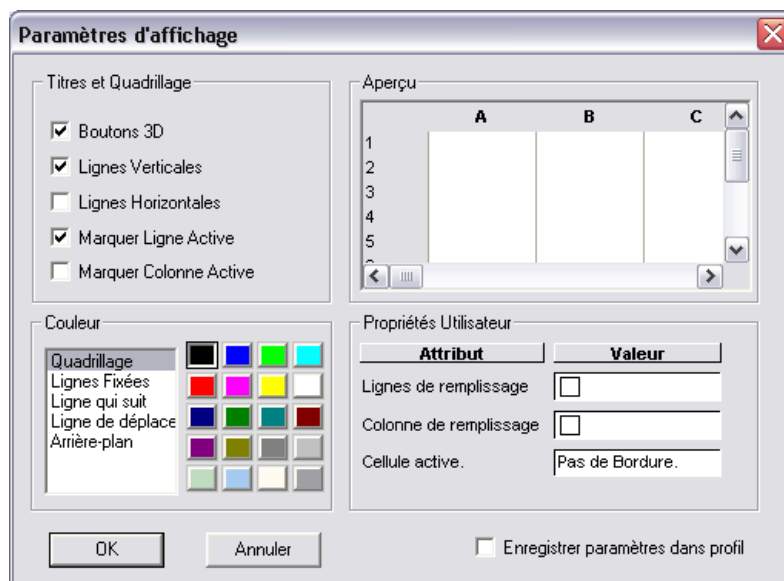 Paramètres d'affichage
Titres et Quadrillage
Boutons 3D
Lignes Verticales
Lignes Horizontales
Marquer Ligne Active
Marquer Colonne Active
Aperçu
A B C
1
2
3
4
5
Couleur
Quadrillage
Lignes Fixées
Ligne qui suit
Ligne de déplace
Arrière-plan
Propriétés Utilisateur
Attribut Valeur
Lignes de remplissage
Colonne de remplissage
Cellule active. Pas de Bordure.
OK
Annuler
Enregistrer paramètres dans profil